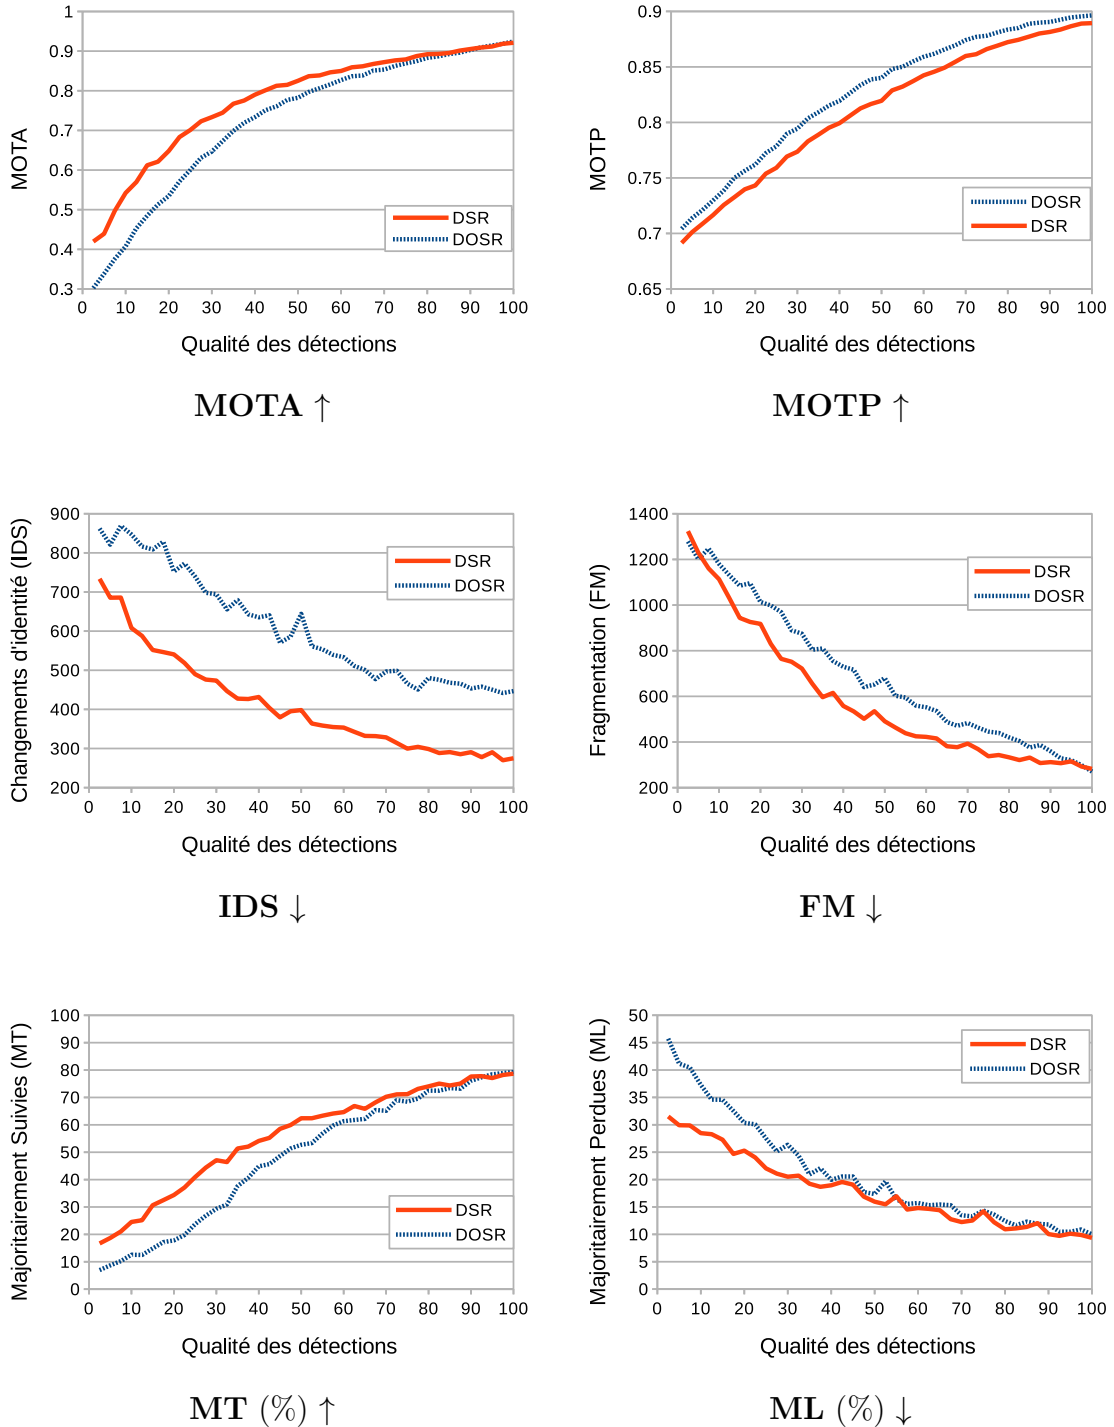 1
0.9
0.8
0.7
0.6
0.5
0.4
0.3
0 10 20 30 40 50 60 70 80 90 100
MOTA
DSR
DOSR
Qualité des détections
MOTA ↑
0.9
0.85
0.8
0.75
0.7
0.65
0 10 20 30 40 50 60 70 80 90 100
MOTP
DOSR
DSR
Qualité des détections
MOTP ↑
900
800
700
600
500
400
300
200
0 10 20 30 40 50 60 70 80 90 100
Changements d'identité (IDS)
DSR
DOSR
Qualité des détections
IDS ↓
1400
1200
1000
800
600
400
200
0 10 20 30 40 50 60 70 80 90 100
Fragmentation (FM)
DSR
DOSR
Qualité des détections
FM ↓
100
90
80
70
60
50
40
30
20
10
0
0 10 20 30 40 50 60 70 80 90 100
Majoritairement Suivies (MT)
DSR
DOSR
Qualité des détections
MT (%) ↑
50
45
40
35
30
25
20
15
10
5
0
0 10 20 30 40 50 60 70 80 90 100
Majoritairement Perdues (ML)
DSR
DOSR
Qualité des détections
ML (%) ↓